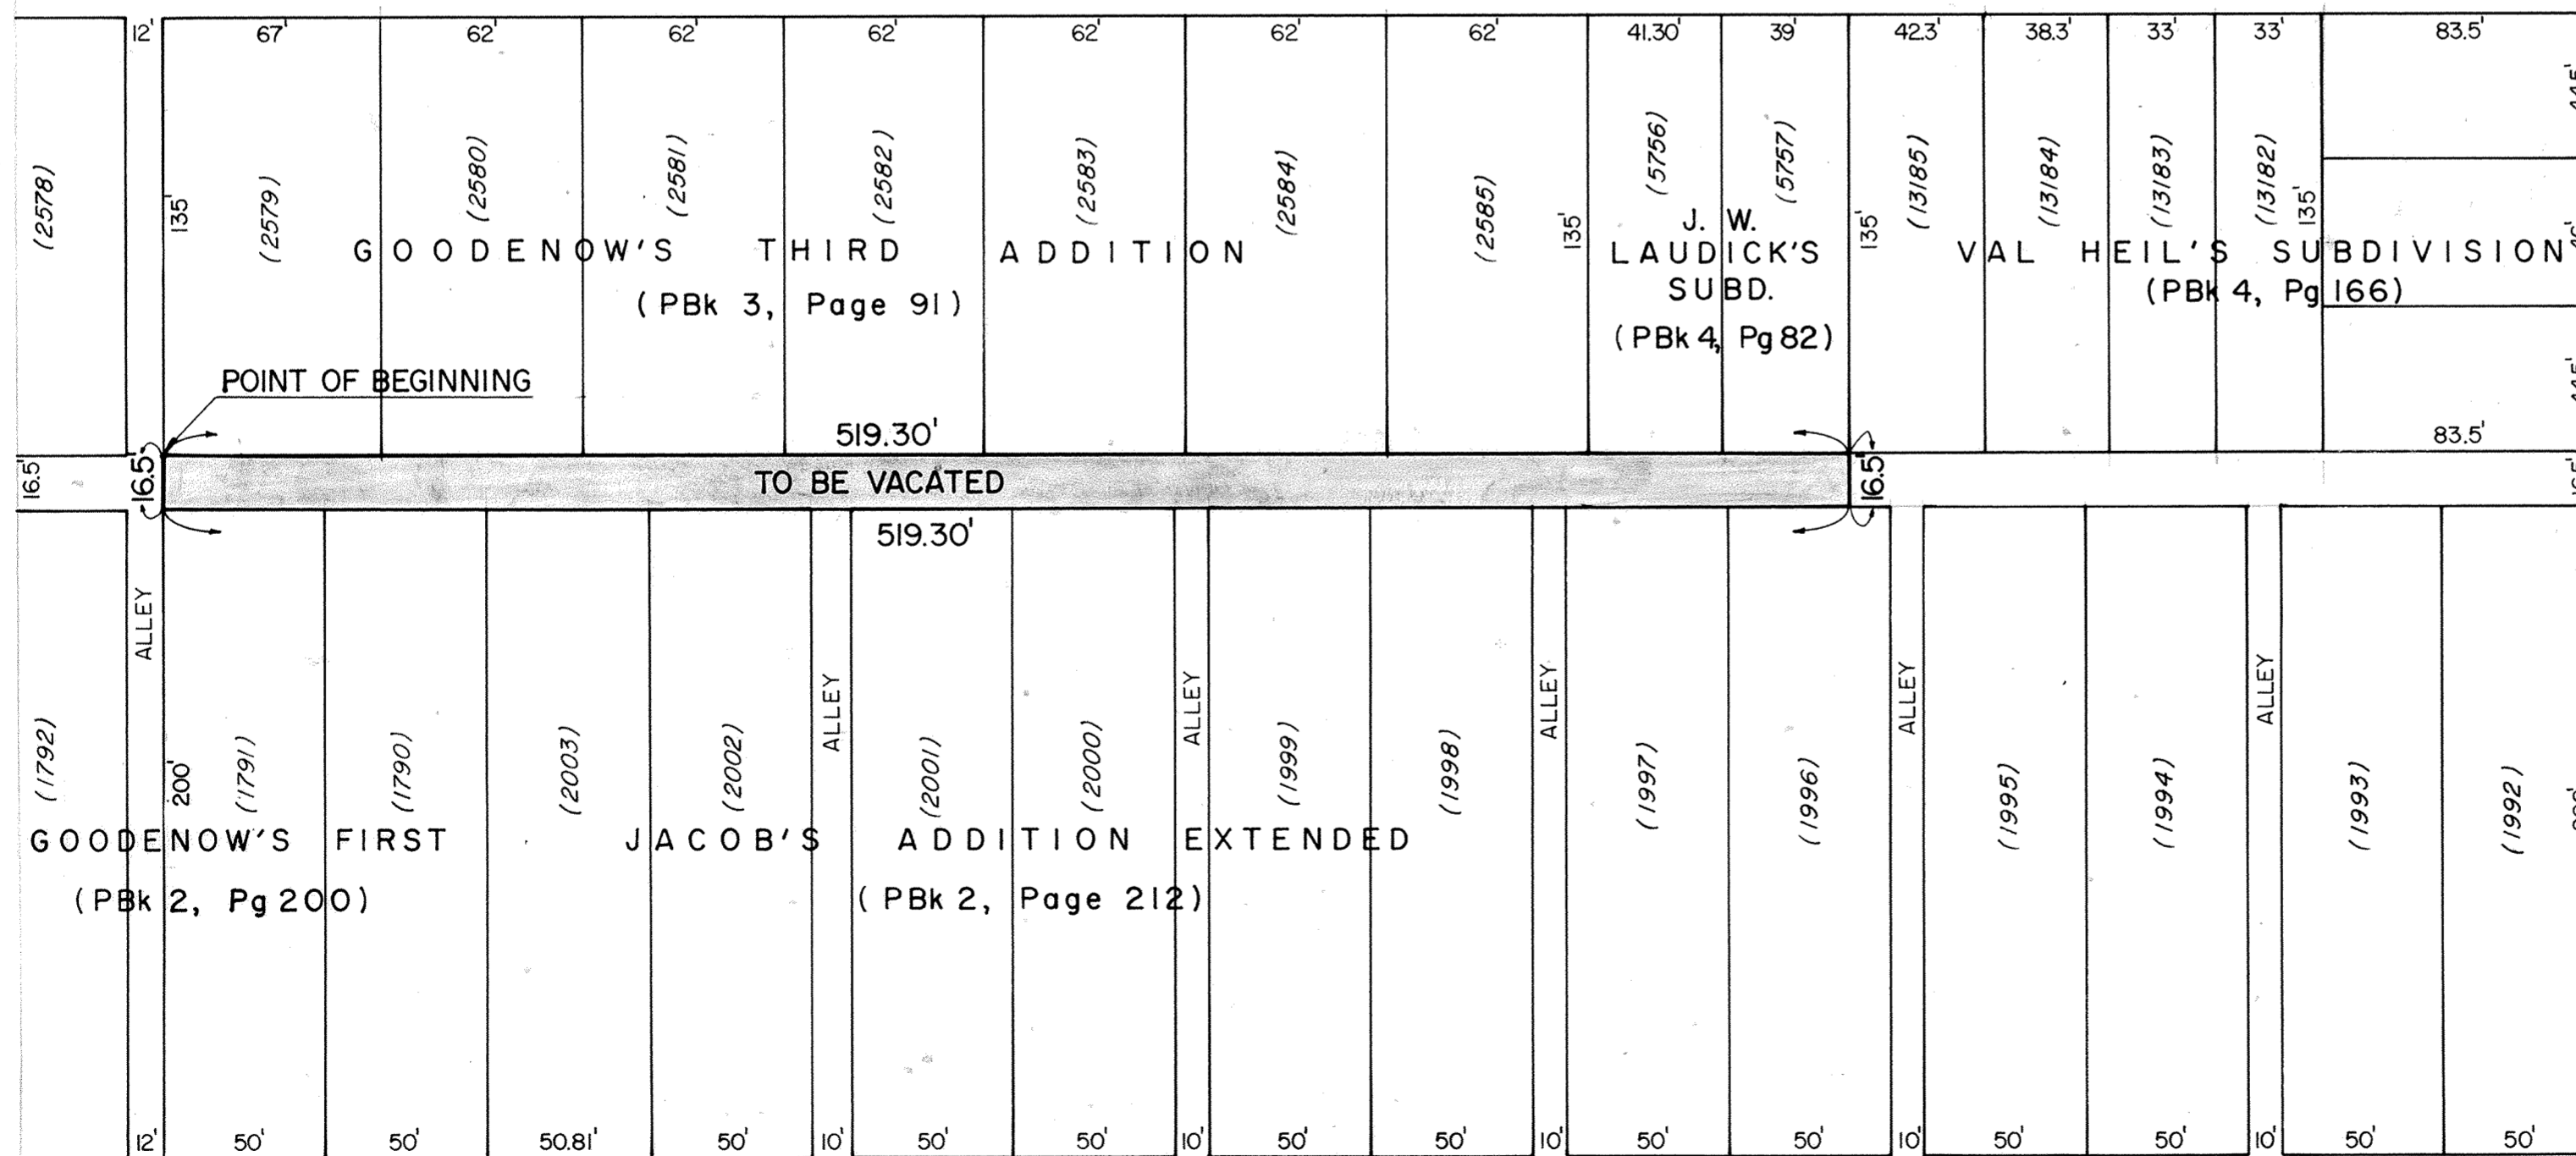 12' 67' 62' 62' 62' 62' 62' 62' 41.30' 39' 42.3' 38.3' 33' 33' 83.5'
(2578) 135' (2579) (2580) (2581) (2582) (2583) (2584) (2585) 135' (5756) (5757) 135' (13185) (13184) (13183) (13182) 135'
J. W.
GOODENOW'S THIRD ADDITION LAUDICK'S VAL HEIL'S SUBDIVISION
(PBk 3, Page 91) SUBD. (PBk 4, Pg 166)
(PBk 4, Pg 82)
POINT OF BEGINNING
519.30' 83.5'
16.5' 16.5' TO BE VACATED 16.5'
519.30'
ALLEY ALLEY ALLEY ALLEY ALLEY ALLEY
(1792) 200' (1791) (1790) (2003) (2002) (2001) (2000) (1999) (1998) (1997) (1996) (1995) (1994) (1993) (1992)
GOODENOW'S FIRST JACOB'S ADDITION EXTENDED
(PBk 2, Pg 200) (PBk 2, Page 212)
12' 50' 50' 50.81' 50' 10' 50' 50' 10' 50' 50' 10' 50' 50' 10' 50' 50' 10' 50' 50'